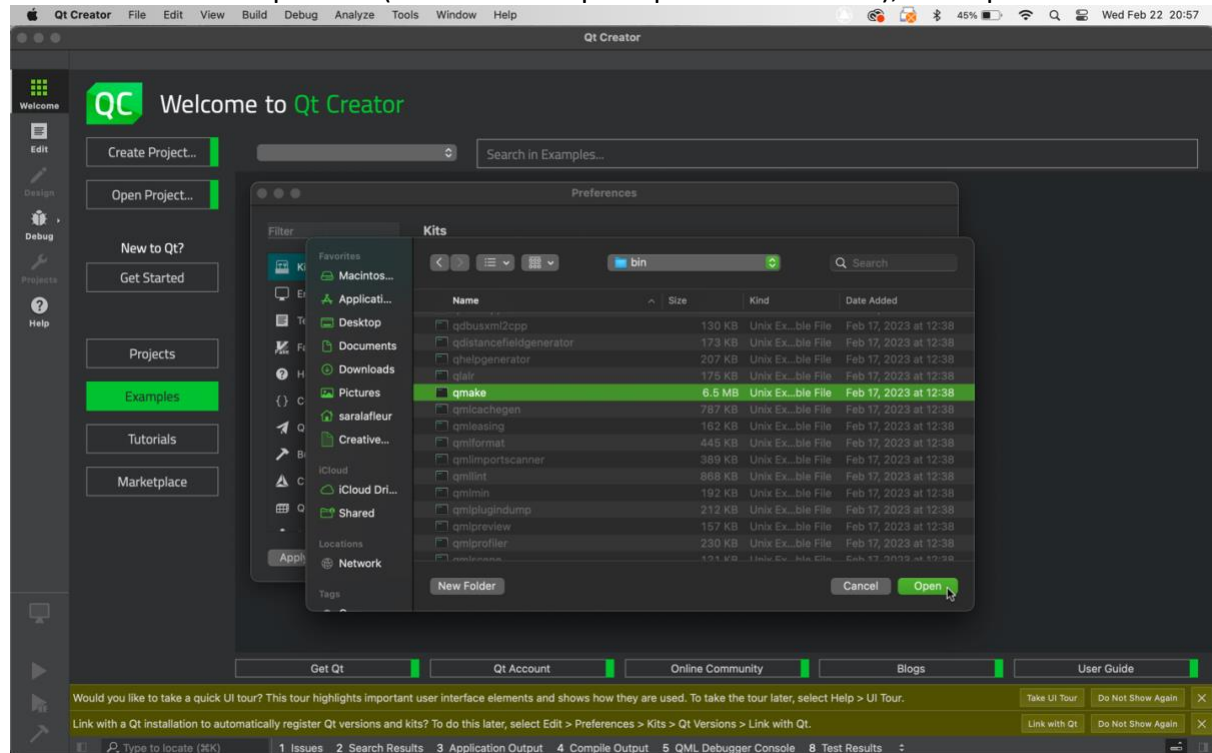 Qt Creator File Edit View Build Debug Analyze Tools Window Help 45% Wed Feb 22 20:57
Qt Creator
Welcome
Edit
Design
Debug
Projects
Help
QC Welcome to Qt Creator
Create Project...
Search in Examples...
Open Project...
New to Qt?
Get Started
Projects
Examples
Tutorials
Marketplace
Preferences
Filter
Kits
Apply
Favorites
Macintos...
Applicati...
Desktop
Documents
Downloads
Pictures
saralafleur
Creative...
iCloud
iCloud Dri...
Shared
Locations
Network
Tags
bin
Search
Name Size Kind Date Added
qdbusxml2cpp 130 KB Unix Ex...ble File Feb 17, 2023 at 12:38
qdistancefieldgenerator 173 KB Unix Ex...ble File Feb 17, 2023 at 12:38
qhelpgenerator 207 KB Unix Ex...ble File Feb 17, 2023 at 12:38
qlalr 175 KB Unix Ex...ble File Feb 17, 2023 at 12:38
qmake 6.5 MB Unix Ex...ble File Feb 17, 2023 at 12:38
qmlcachegen 787 KB Unix Ex...ble File Feb 17, 2023 at 12:38
qmleasing 162 KB Unix Ex...ble File Feb 17, 2023 at 12:38
qmlformat 445 KB Unix Ex...ble File Feb 17, 2023 at 12:38
qmlimportscanner 389 KB Unix Ex...ble File Feb 17, 2023 at 12:38
qmllint 868 KB Unix Ex...ble File Feb 17, 2023 at 12:38
qmlmin 192 KB Unix Ex...ble File Feb 17, 2023 at 12:38
qmlplugindump 212 KB Unix Ex...ble File Feb 17, 2023 at 12:38
qmlpreview 157 KB Unix Ex...ble File Feb 17, 2023 at 12:38
qmlprofiler 230 KB Unix Ex...ble File Feb 17, 2023 at 12:38
New Folder Cancel Open
Get Qt Qt Account Online Community Blogs User Guide
Would you like to take a quick UI tour? This tour highlights important user interface elements and shows how they are used. To take the tour later, select Help > UI Tour. Take UI Tour Do Not Show Again
Link with a Qt installation to automatically register Qt versions and kits? To do this later, select Edit > Preferences > Kits > Qt Versions > Link with Qt. Link with Qt Do Not Show Again
Type to locate (⌘K) 1 Issues 2 Search Results 3 Application Output 4 Compile Output 5 QML Debugger Console 8 Test Results